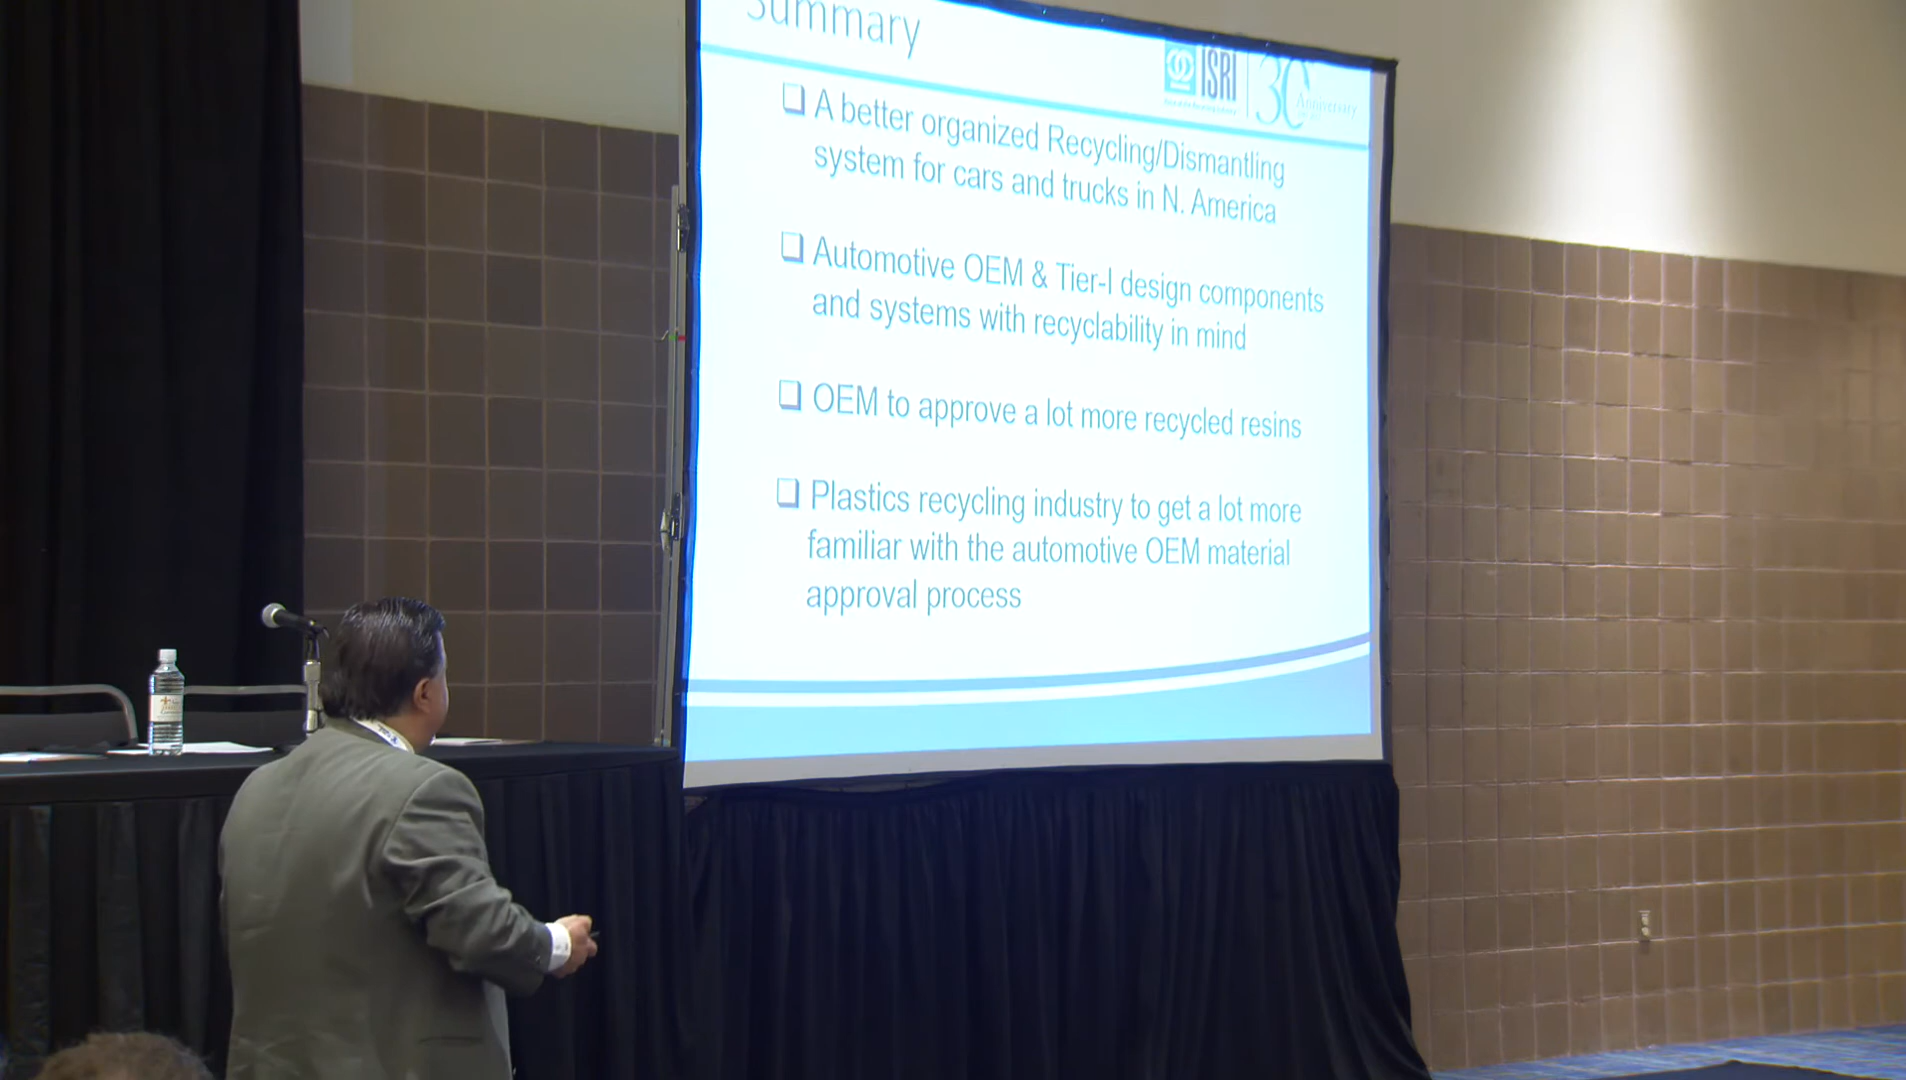 Summary
ISRI
30
Anniversary
A better organized Recycling/Dismantling
system for cars and trucks in N. America
Automotive OEM & Tier-I design components
and systems with recyclability in mind
OEM to approve a lot more recycled resins
Plastics recycling industry to get a lot more
familiar with the automotive OEM material
approval process